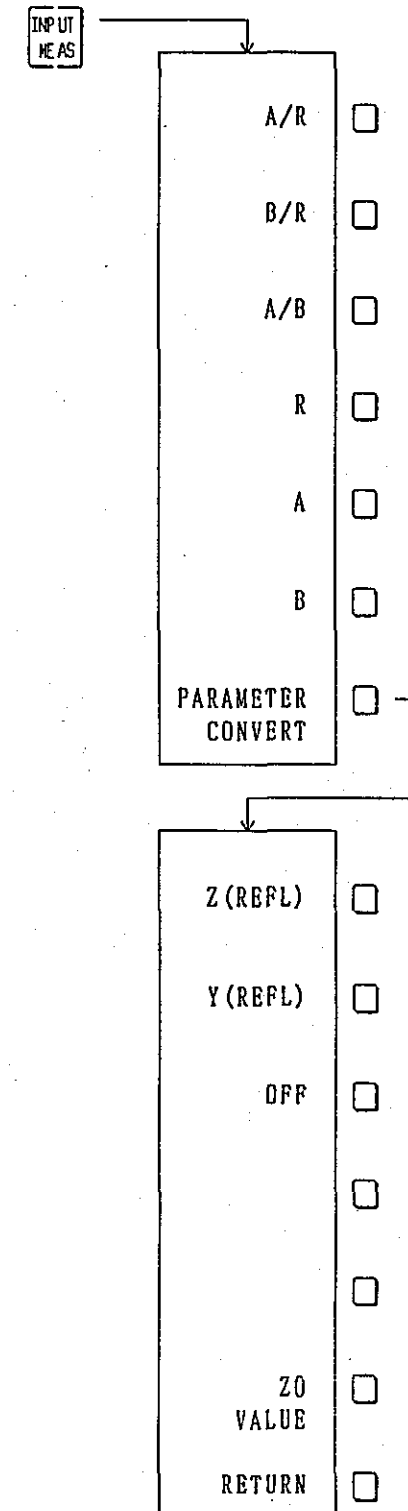 INPUT
MEAS
A/R
B/R
A/B
R
A
B
PARAMETER
CONVERT
Z(REFL)
Y(REFL)
OFF
Z0
VALUE
RETURN